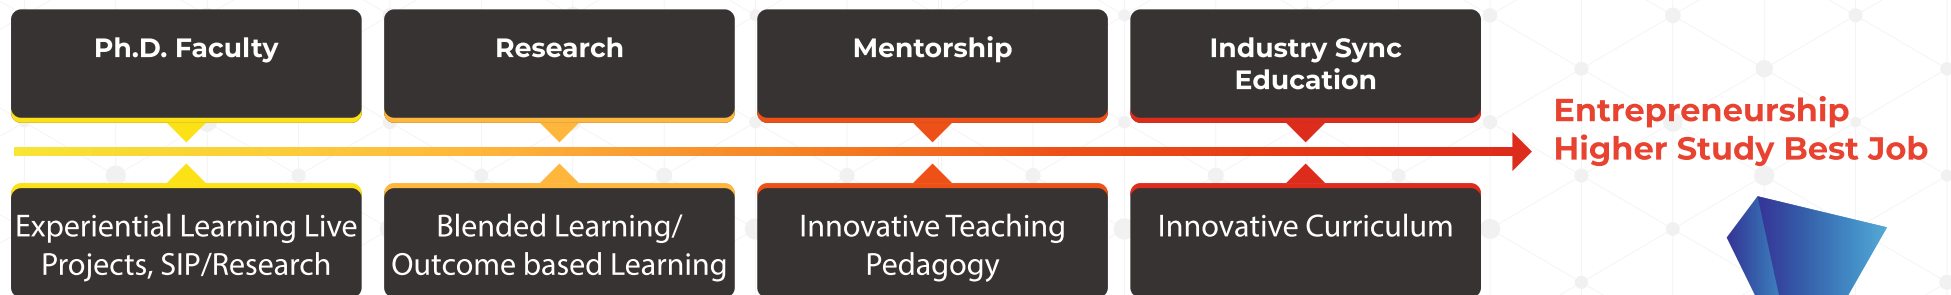 Ph.D. Faculty
Research
Mentorship
Industry Sync
Education
Entrepreneurship
Higher Study Best Job
Experiential Learning Live
Projects, SIP/Research
Blended Learning/
Outcome based Learning
Innovative Teaching
Pedagogy
Innovative Curriculum